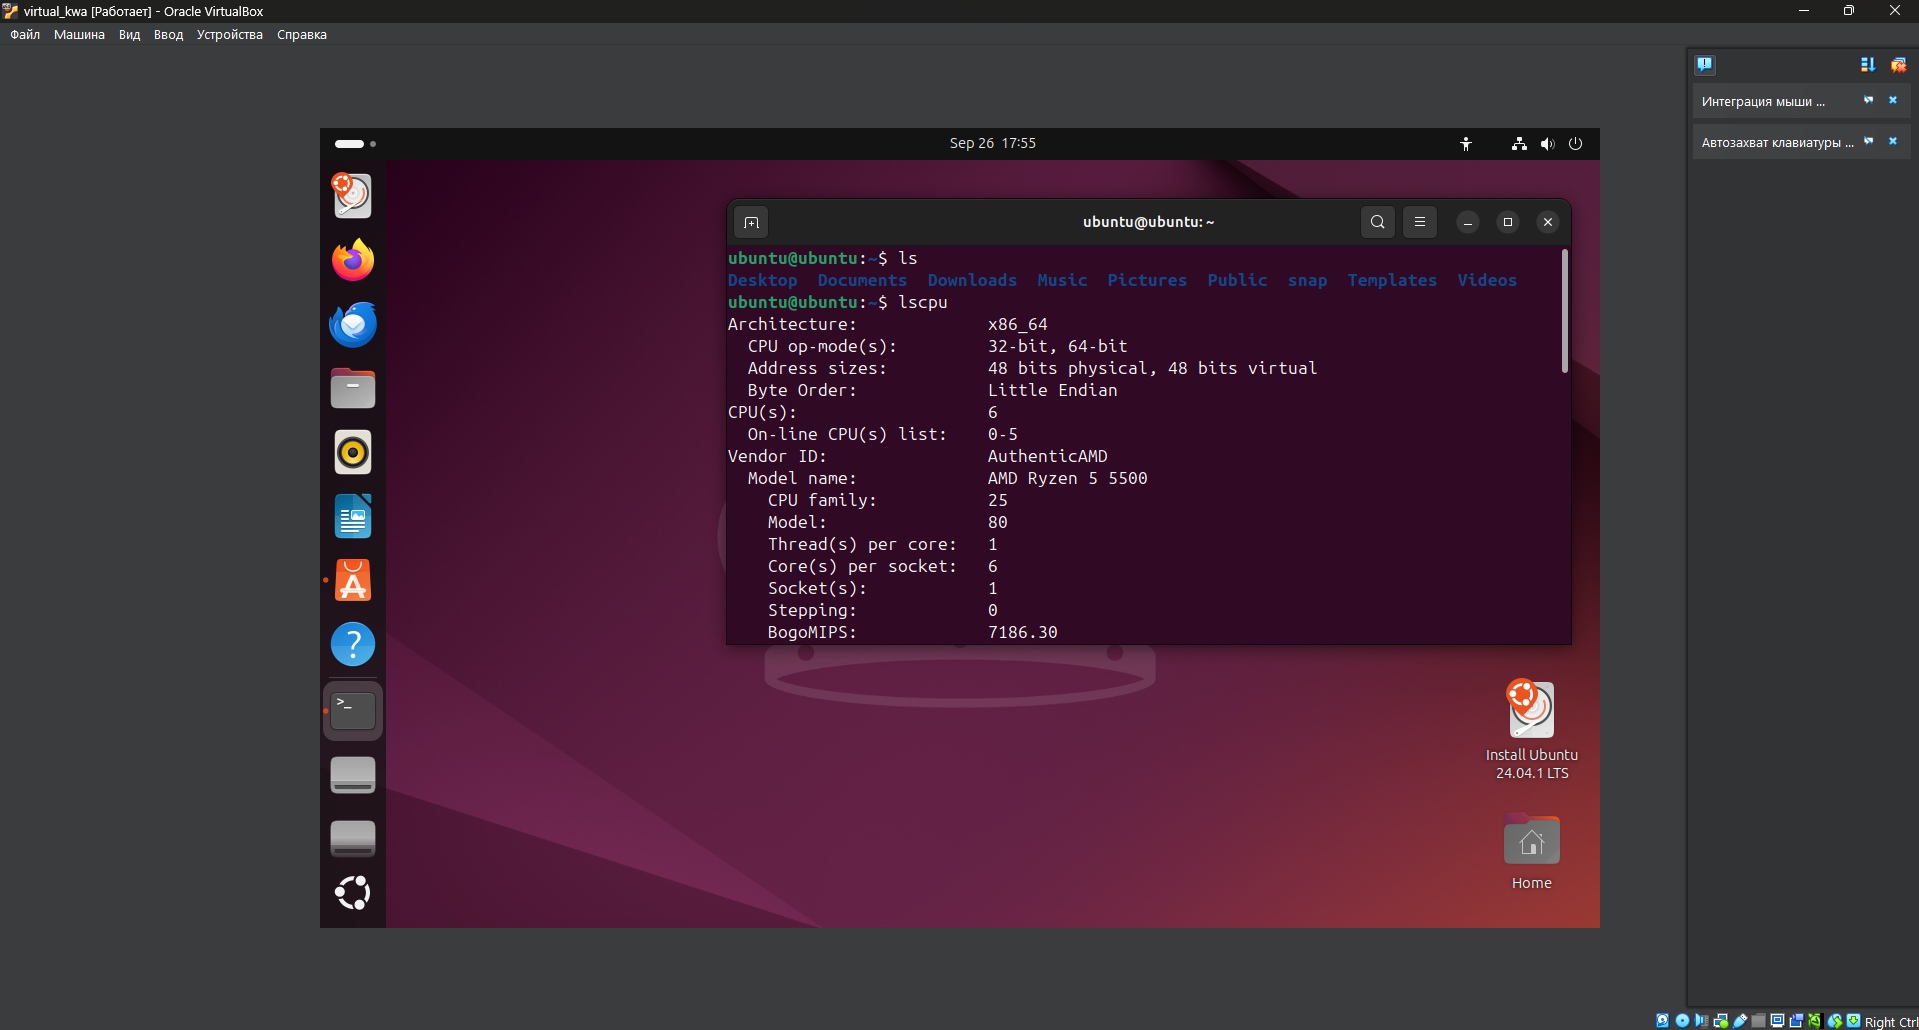 virtual_kwa [Работает] - Oracle VirtualBox
Файл Машина Вид Ввод Устройства Справка
Интеграция мыши ...
Автозахват клавиатуры ...
Sep 26 17:55
ubuntu@ubuntu: ~
ubuntu@ubuntu:~$ ls
Desktop Documents Downloads Music Pictures Public snap Templates Videos
ubuntu@ubuntu:~$ lscpu
Architecture: x86_64
CPU op-mode(s): 32-bit, 64-bit
Address sizes: 48 bits physical, 48 bits virtual
Byte Order: Little Endian
CPU(s): 6
On-line CPU(s) list: 0-5
Vendor ID: AuthenticAMD
Model name: AMD Ryzen 5 5500
CPU family: 25
Model: 80
Thread(s) per core: 1
Core(s) per socket: 6
Socket(s): 1
Stepping: 0
BogoMIPS: 7186.30
Install Ubuntu
24.04.1 LTS
Home
Right Ctrl